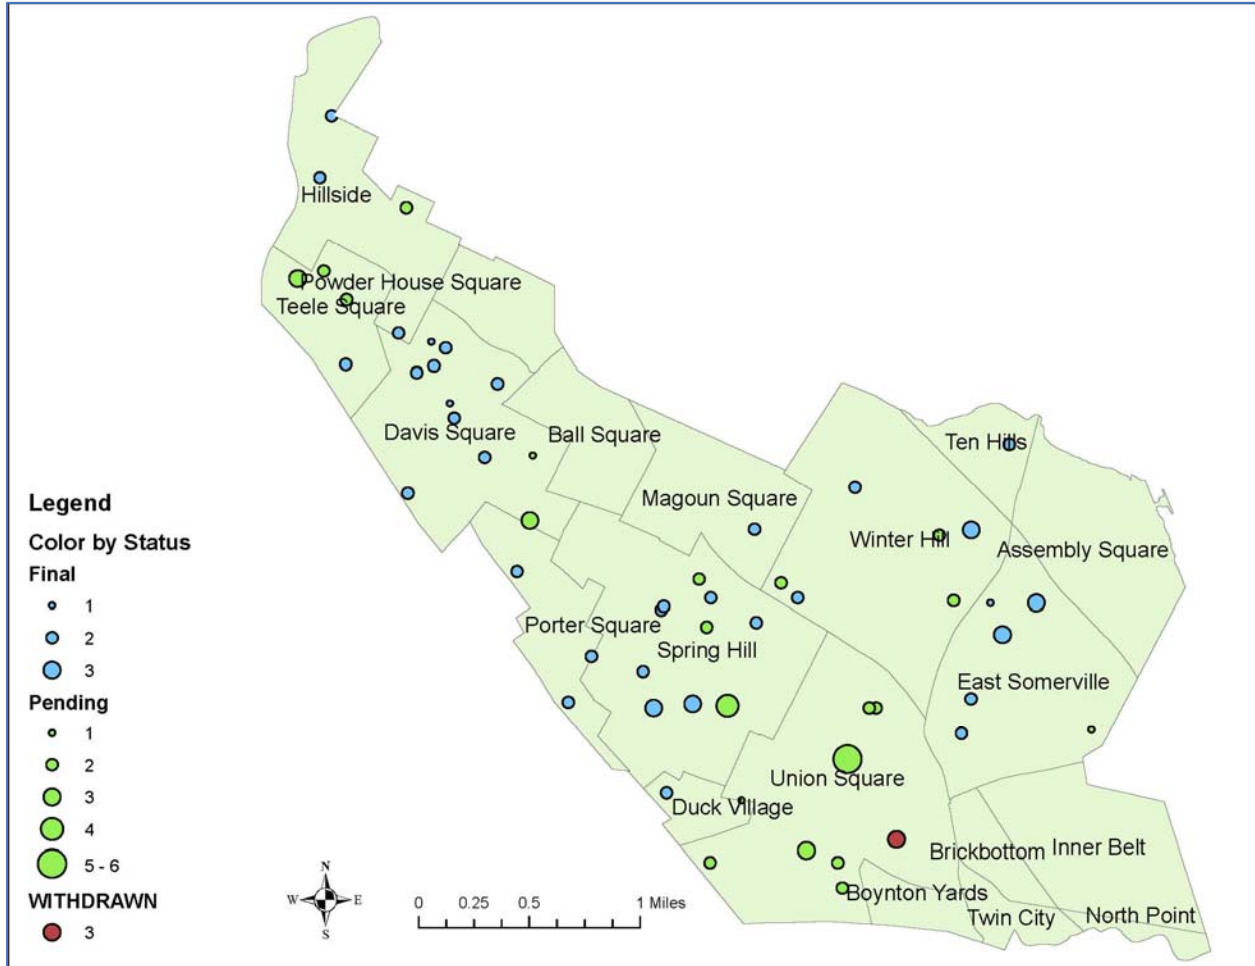 Hillside
Powder House Square
Teele Square
Davis Square
Ball Square
Ten Hills
Magoun Square
Winter Hill
Assembly Square
Porter Square
Spring Hill
East Somerville
Union Square
Duck Village
Brickbottom
Inner Belt
Boynton Yards
Twin City
North Point
Legend
Color by Status
Final
1
2
3
Pending
1
2
3
4
5 - 6
WITHDRAWN
3
N
W E
S
0 0.25 0.5 1 Miles